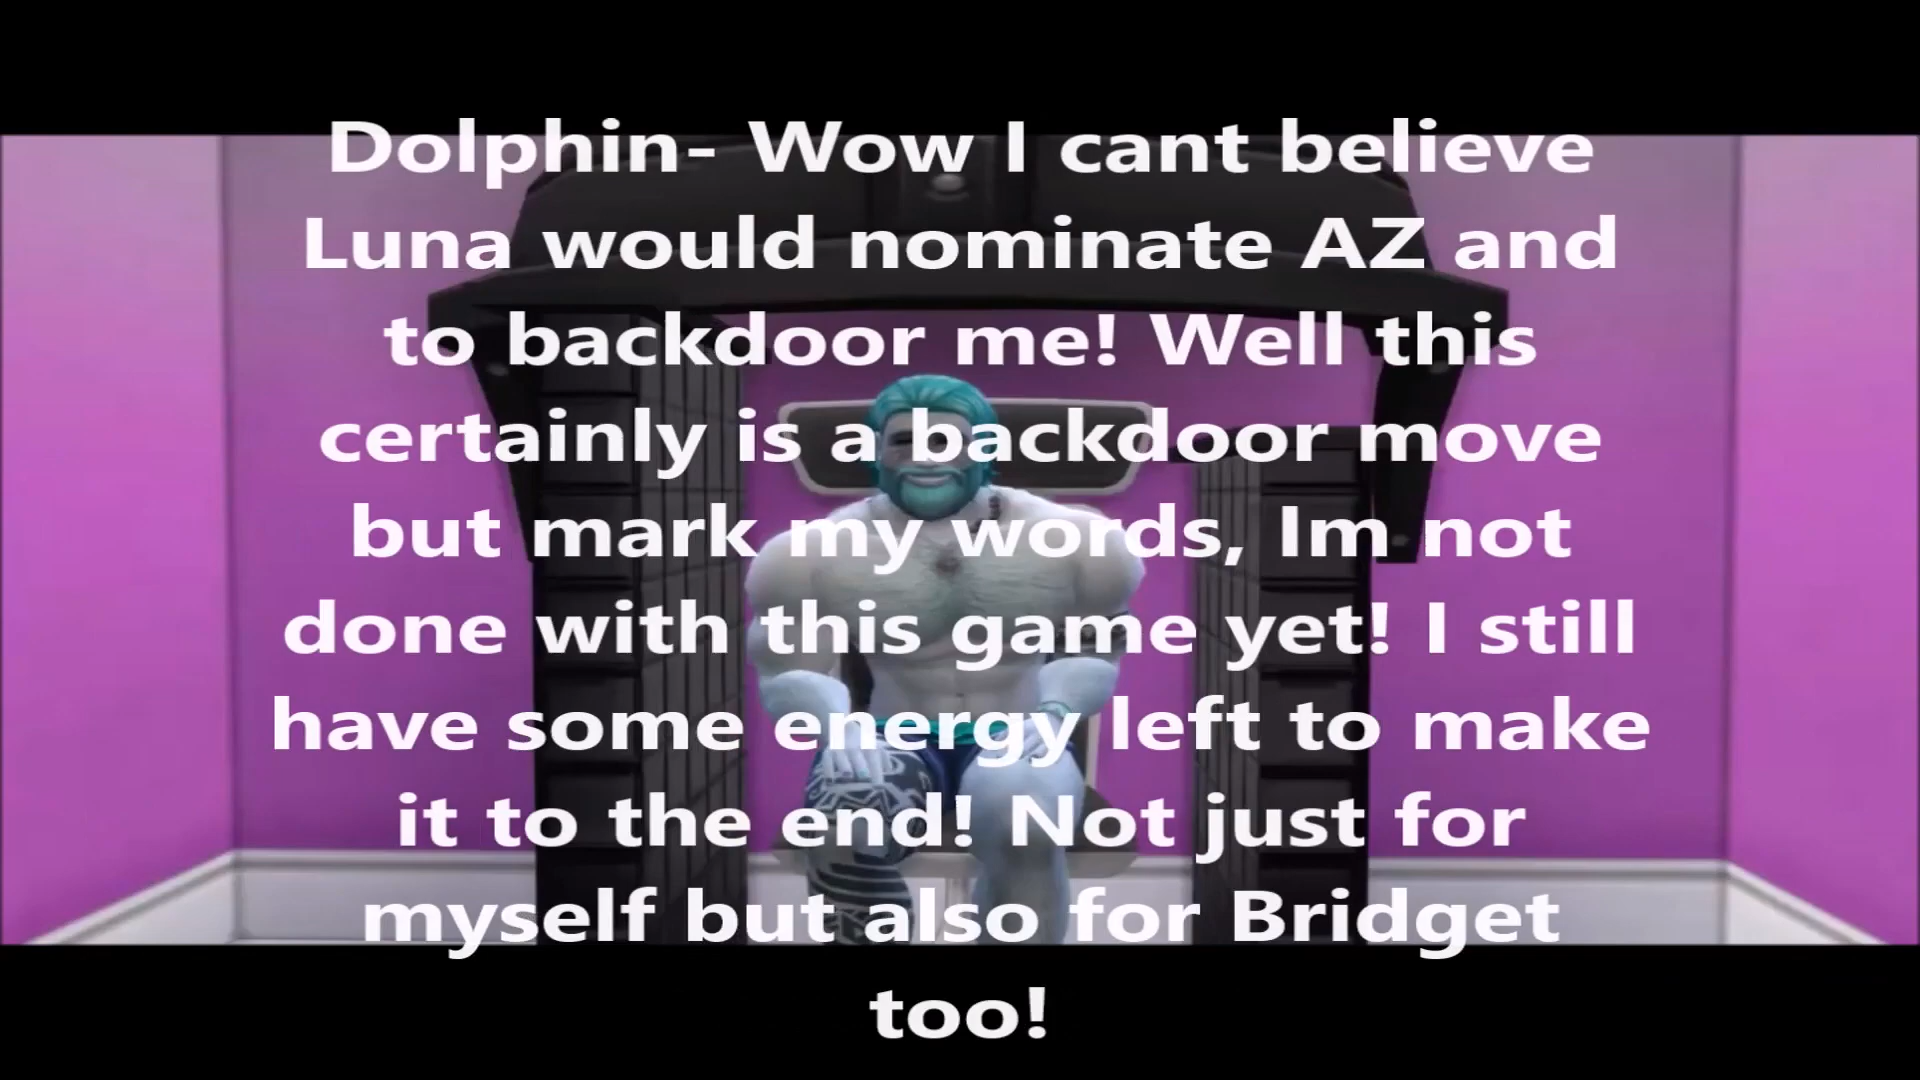 Dolphin- Wow I cant believe
Luna would nominate AZ and
to backdoor me! Well this
certainly is a backdoor move
but mark my words, Im not
done with this game yet! I still
have some energy left to make
it to the end! Not just for
myself but also for Bridget
too!